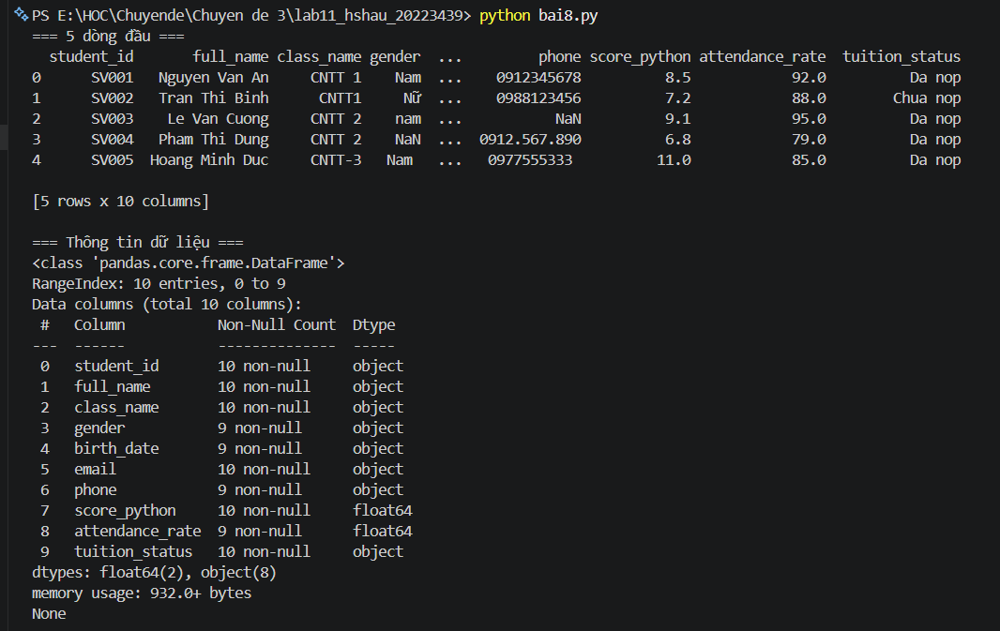 PS E:\HOC\Chuyende\Chuyen de 3\lab11_hshau_20223439> python bai8.py
=== 5 dòng đầu ===
  student_id       full_name class_name gender  ...         phone score_python attendance_rate  tuition_status
0      SV001   Nguyen Van An     CNTT 1    Nam  ...    0912345678          8.5            92.0          Da nop
1      SV002   Tran Thi Binh      CNTT1     Nữ  ...    0988123456          7.2            88.0        Chua nop
2      SV003    Le Van Cuong     CNTT 2    nam  ...           NaN          9.1            95.0          Da nop
3      SV004   Pham Thi Dung     CNTT 2    NaN  ...  0912.567.890          6.8            79.0          Da nop
4      SV005  Hoang Minh Duc     CNTT-3   Nam   ...   0977555333          11.0            85.0          Da nop
[5 rows x 10 columns]
=== Thông tin dữ liệu ===
<class 'pandas.core.frame.DataFrame'>
RangeIndex: 10 entries, 0 to 9
Data columns (total 10 columns):
 #   Column           Non-Null Count  Dtype
---  ------           --------------  -----
 0   student_id       10 non-null     object
 1   full_name        10 non-null     object
 2   class_name       10 non-null     object
 3   gender           9 non-null      object
 4   birth_date       9 non-null      object
 5   email            10 non-null     object
 6   phone            9 non-null      object
 7   score_python     10 non-null     float64
 8   attendance_rate  9 non-null      float64
 9   tuition_status   10 non-null     object
dtypes: float64(2), object(8)
memory usage: 932.0+ bytes
None